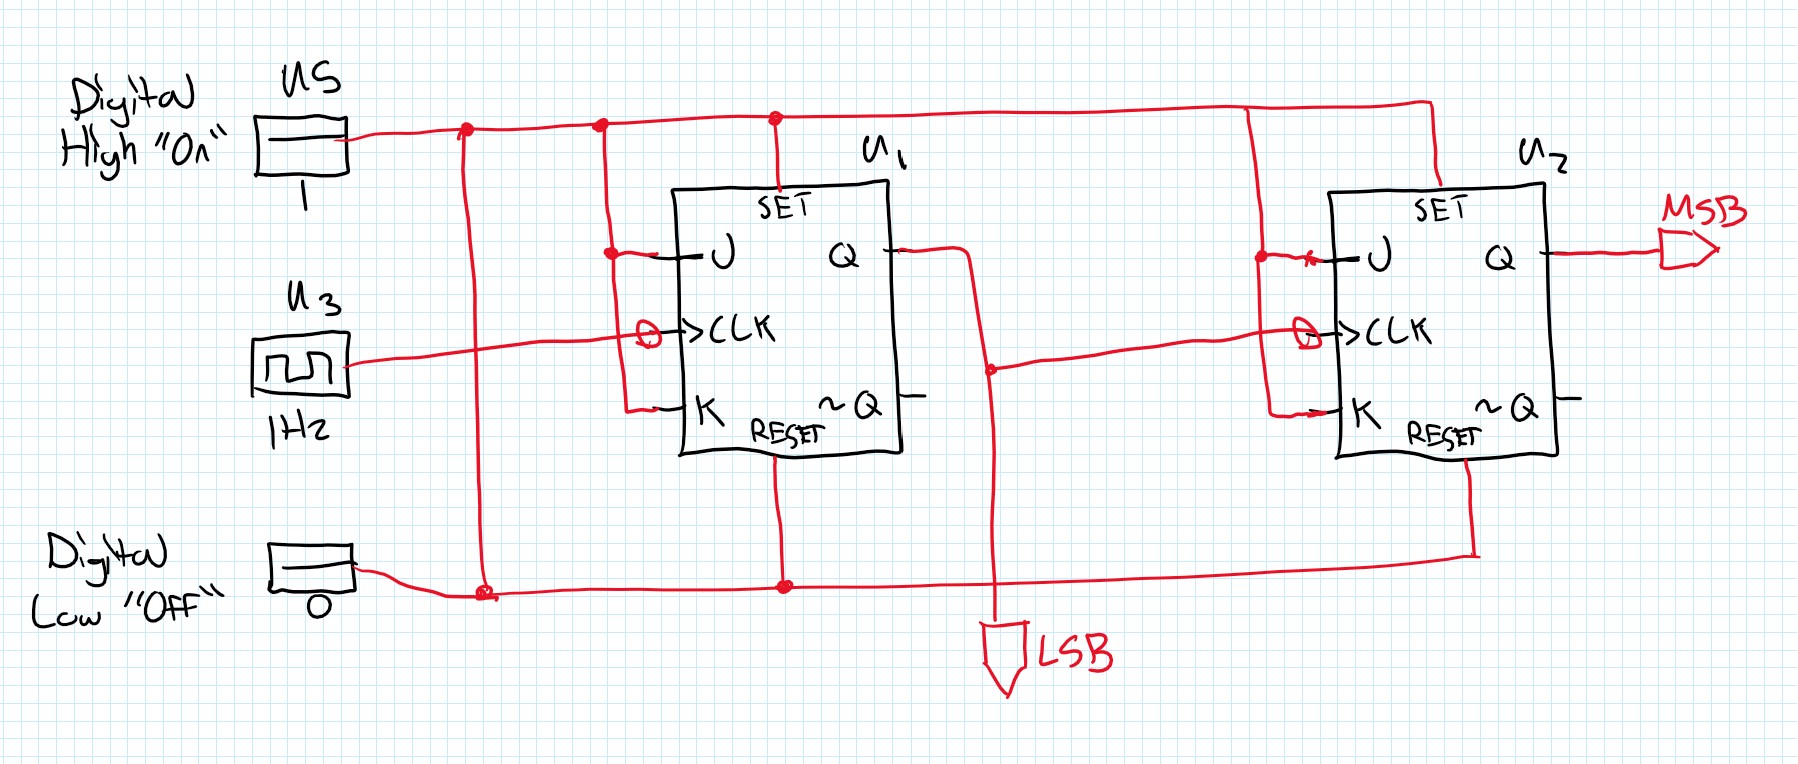 U5
Digital
High "On"
1
U1
SET
J
Q
>CLK
K
~Q
RESET
U2
SET
J
Q
>CLK
K
~Q
RESET
MSB
U3
1Hz
Digital
Low "Off"
0
LSB